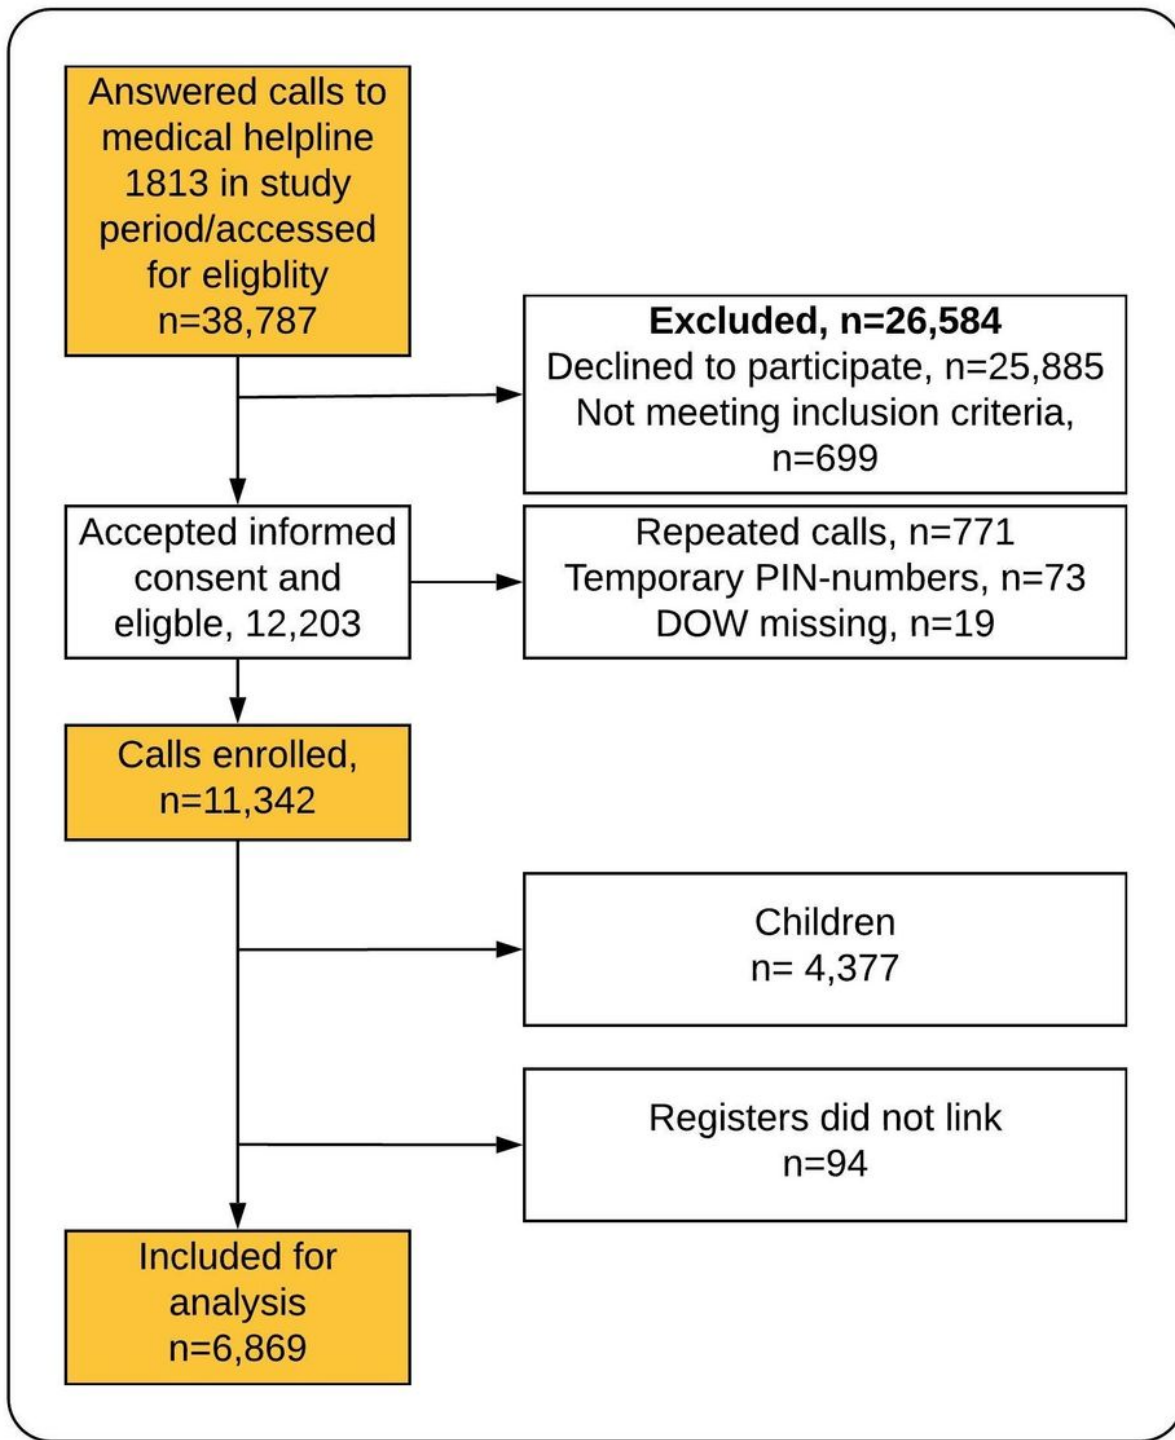 Answered calls to
medical helpline
1813 in study
period/accessed
for eligblity
n=38,787
Excluded, n=26,584
Declined to participate, n=25,885
Not meeting inclusion criteria,
n=699
Accepted informed
consent and
eligble, 12,203
Repeated calls, n=771
Temporary PIN-numbers, n=73
DOW missing, n=19
Calls enrolled,
n=11,342
Children
n= 4,377
Registers did not link
n=94
Included for
analysis
n=6,869